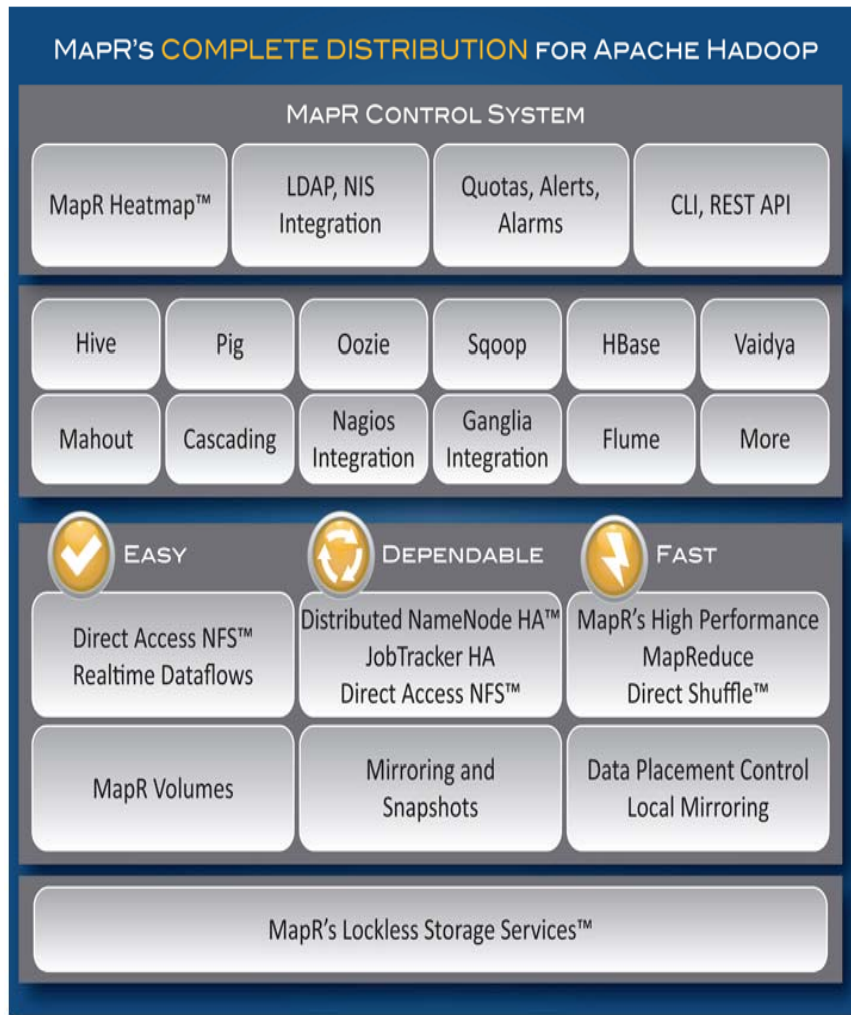 MAPR'S COMPLETE DISTRIBUTION FOR APACHE HADOOP
MAPR CONTROL SYSTEM
MapR Heatmap™
LDAP, NIS
Integration
Quotas, Alerts,
Alarms
CLI, REST API
Hive
Pig
Oozie
Sqoop
HBase
Vaidya
Mahout
Cascading
Nagios
Integration
Ganglia
Integration
Flume
More
EASY
DEPENDABLE
FAST
Direct Access NFS™
Realtime Dataflows
Distributed NameNode HA™
JobTracker HA
Direct Access NFS™
MapR's High Performance
MapReduce
Direct Shuffle™
MapR Volumes
Mirroring and
Snapshots
Data Placement Control
Local Mirroring
MapR's Lockless Storage Services™